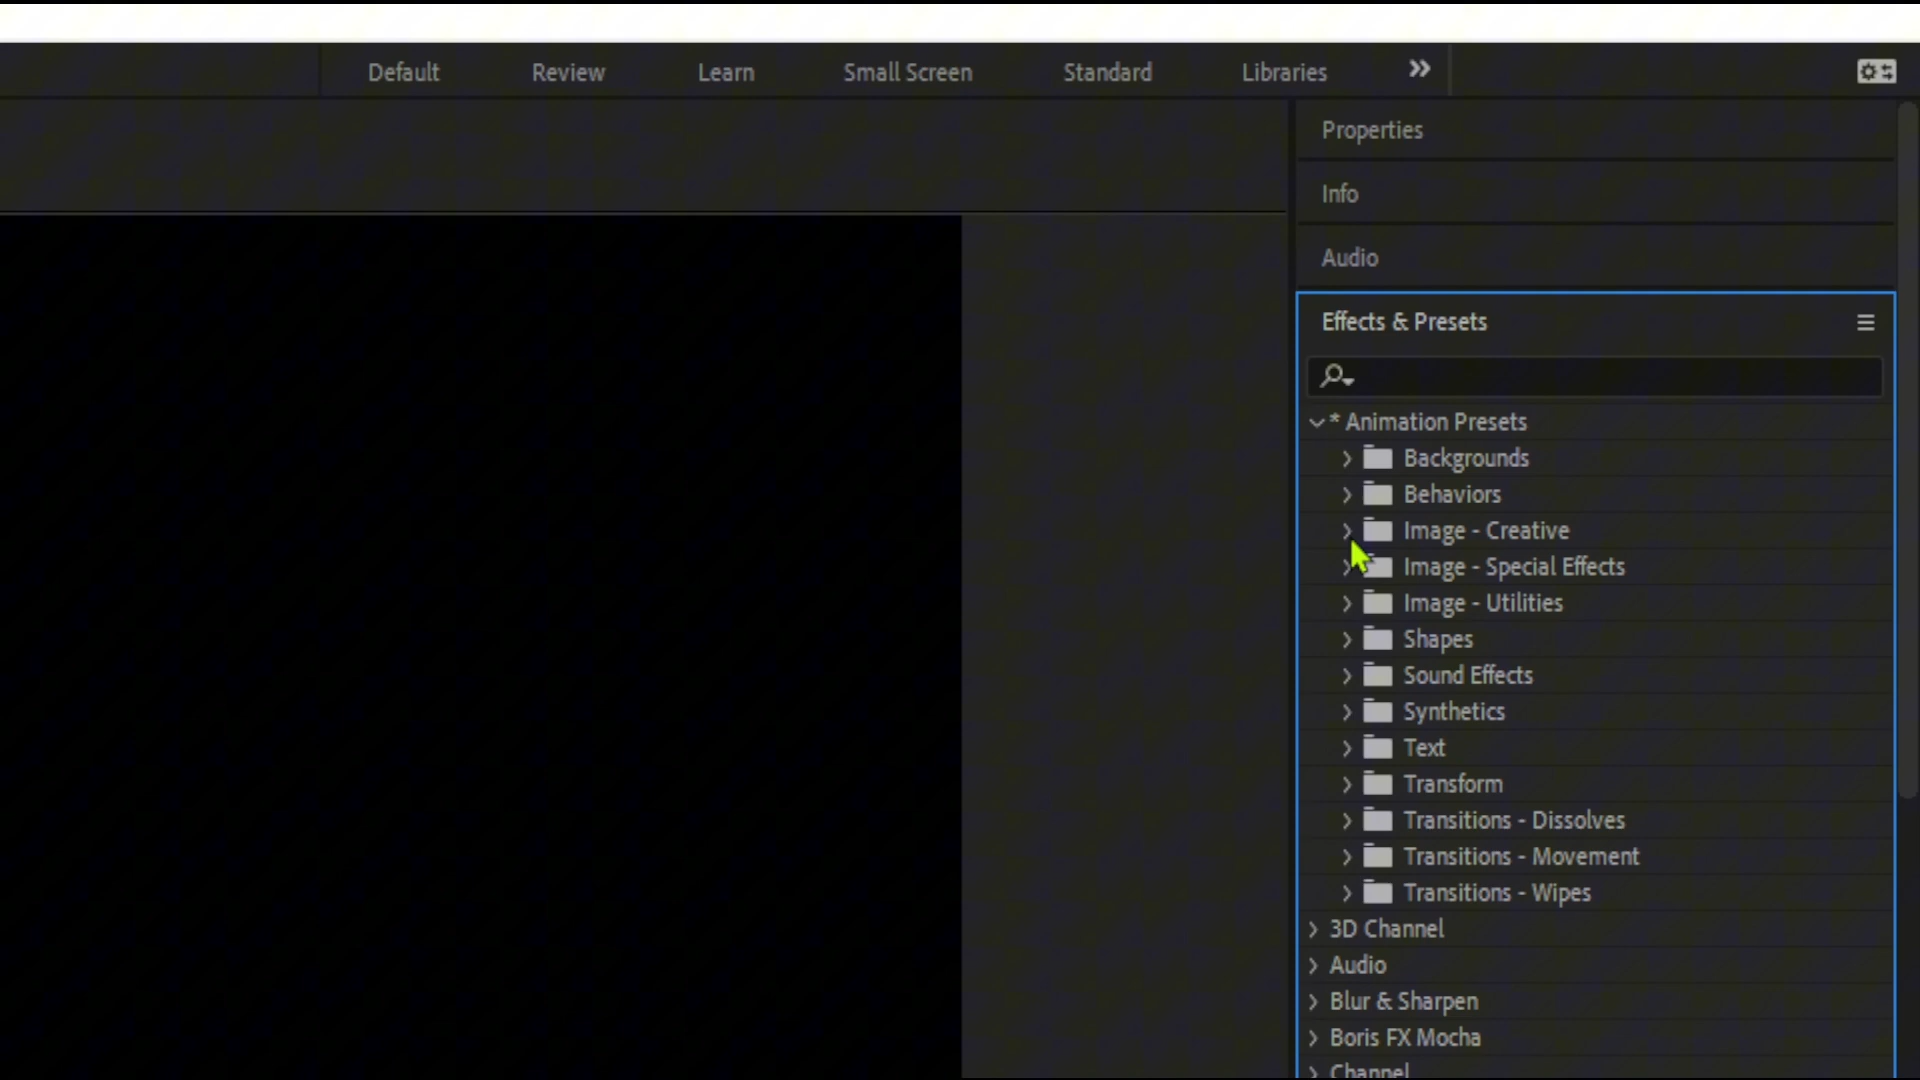 Default Review Learn Small Screen Standard Libraries
Properties
Info
Audio
Effects & Presets
* Animation Presets
Backgrounds
Behaviors
Image - Creative
Image - Special Effects
Image - Utilities
Shapes
Sound Effects
Synthetics
Text
Transform
Transitions - Dissolves
Transitions - Movement
Transitions - Wipes
3D Channel
Audio
Blur & Sharpen
Boris FX Mocha
Channel